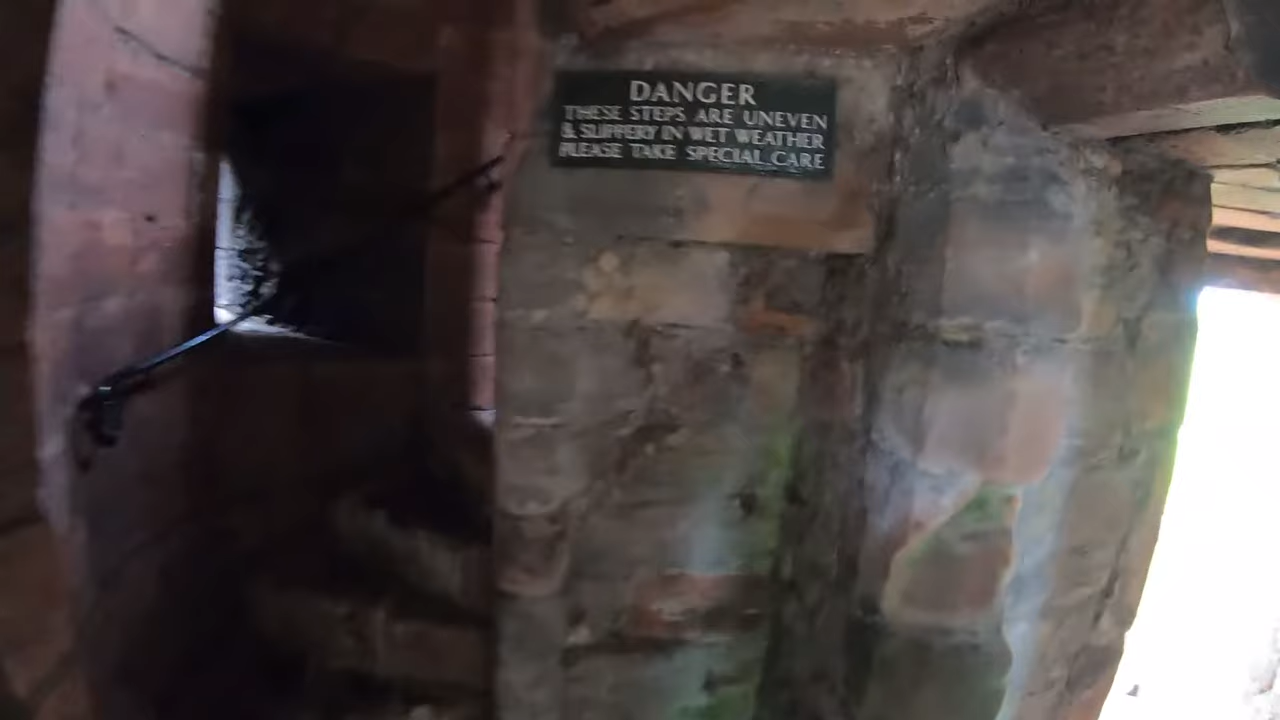 DANGER
THESE STEPS ARE UNEVEN
& SLIPPERY IN WET WEATHER
PLEASE TAKE SPECIAL CARE